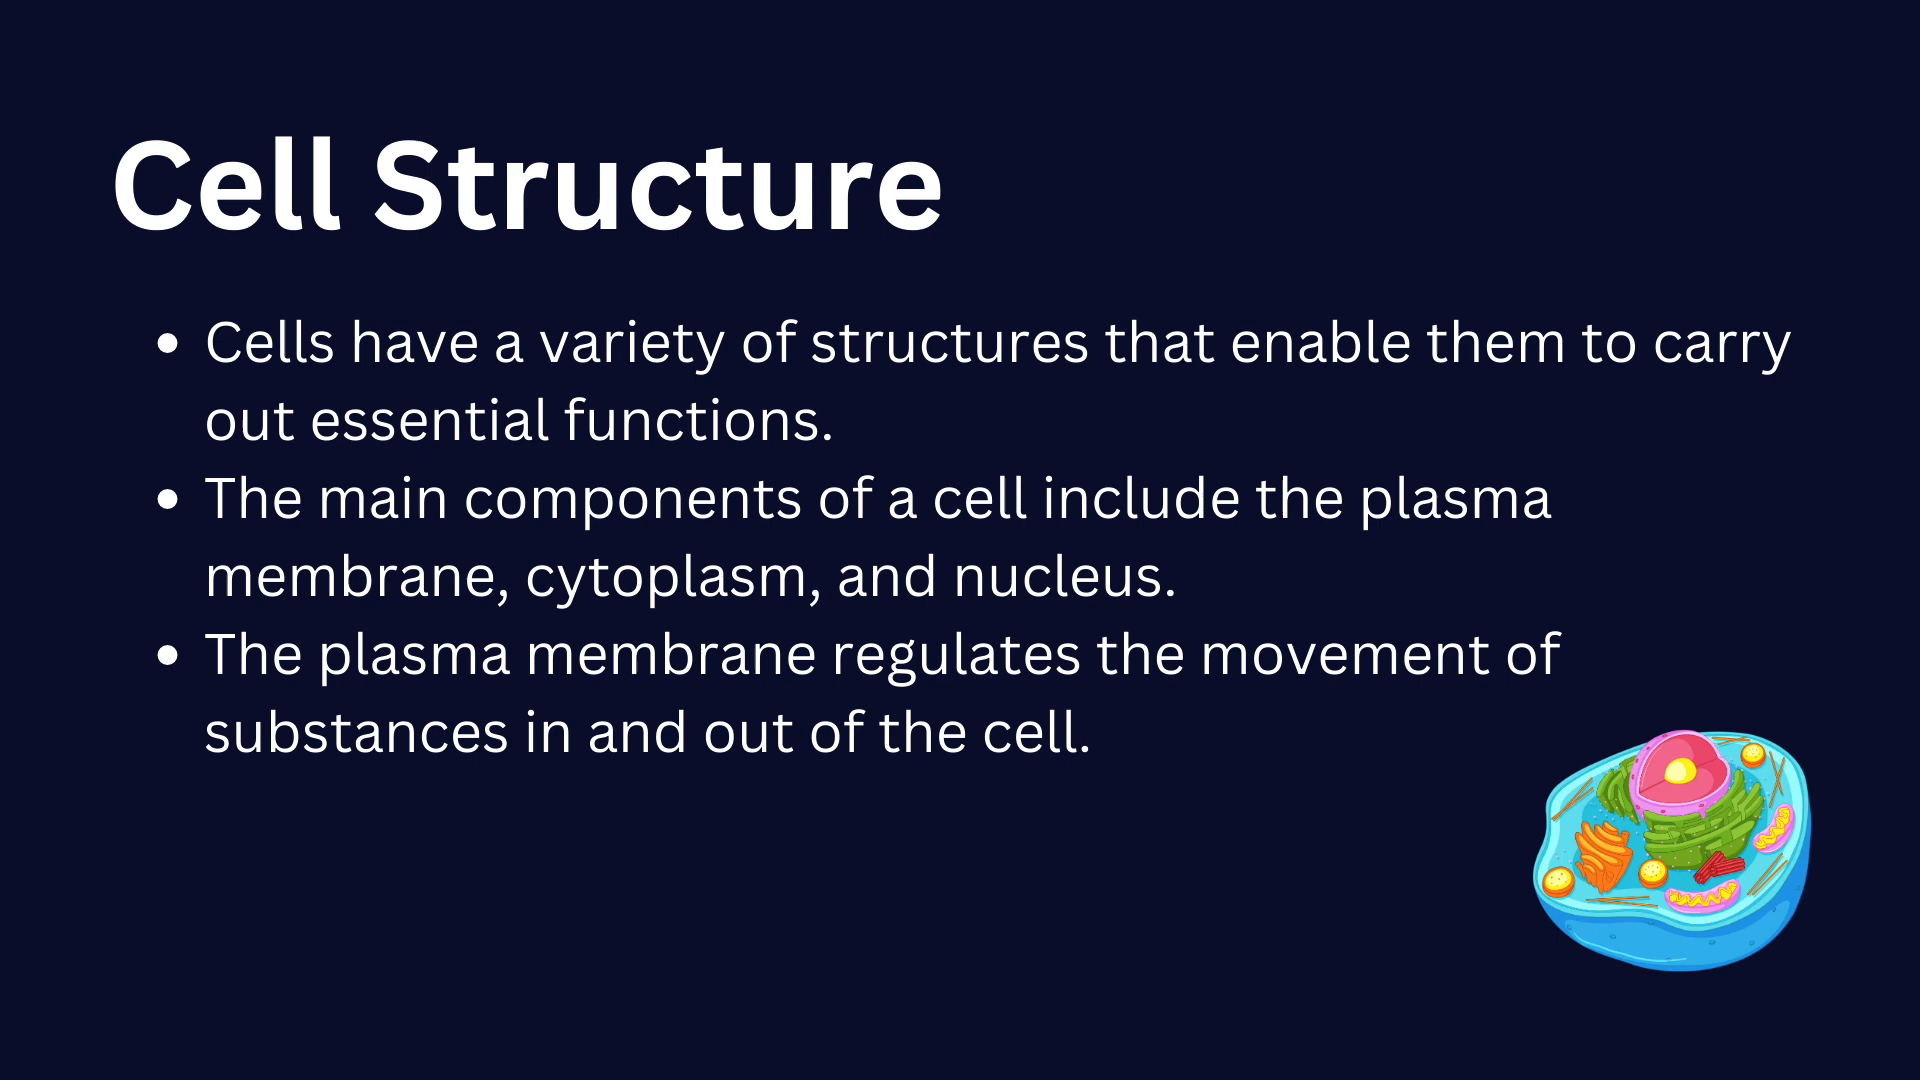 Cell Structure
• Cells have a variety of structures that enable them to carry
out essential functions.
• The main components of a cell include the plasma
membrane, cytoplasm, and nucleus.
• The plasma membrane regulates the movement of
substances in and out of the cell.